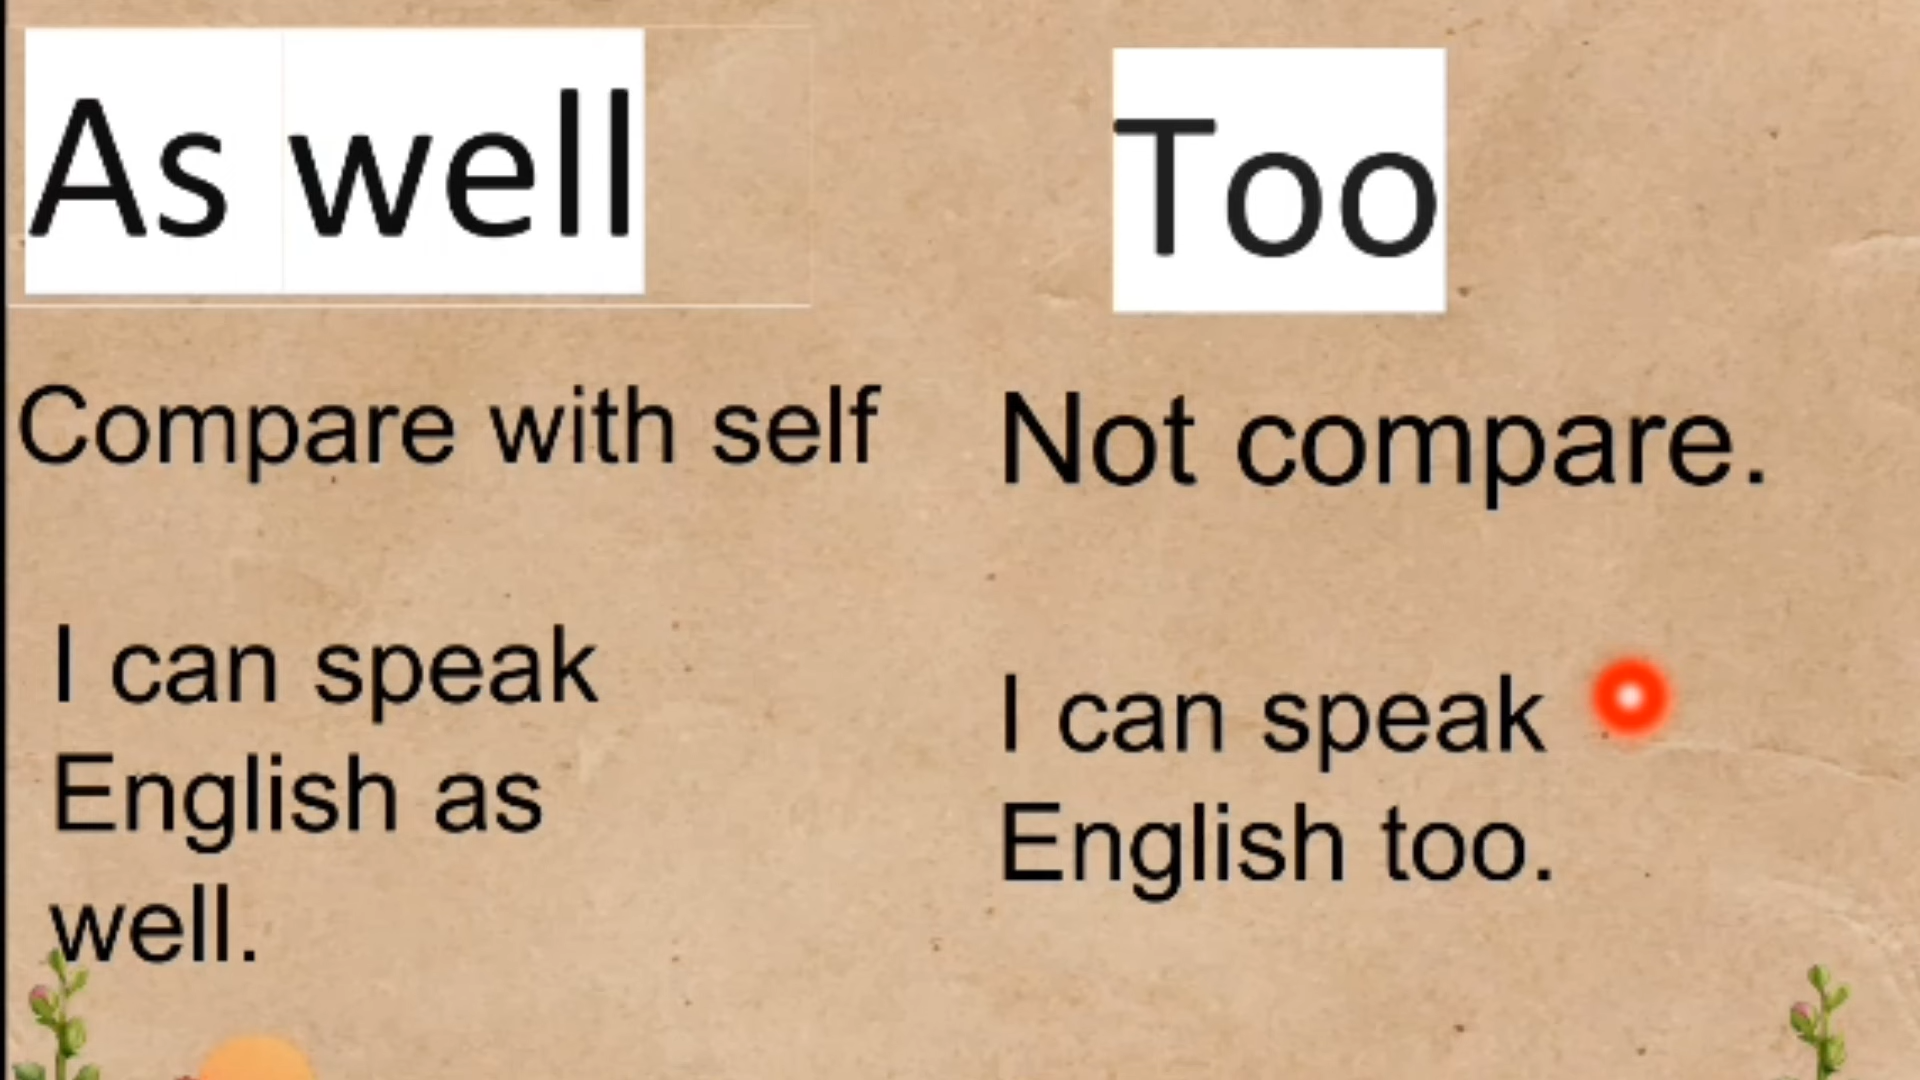 As well
Too
Compare with self
Not compare.
I can speak
English as
well.
I can speak
English too.